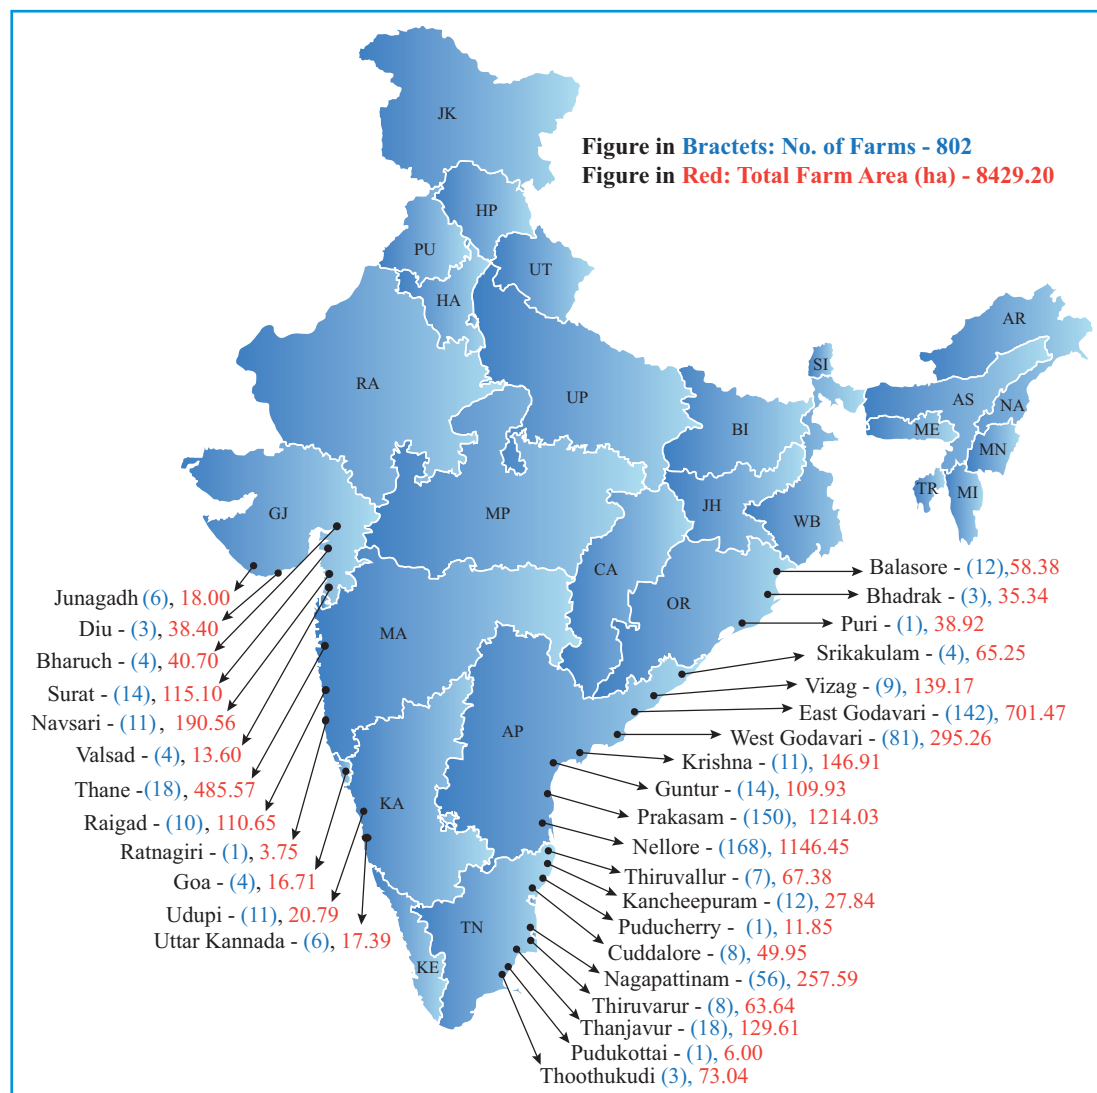 JK
Figure in Bractets: No. of Farms - 802
Figure in Red: Total Farm Area (ha) - 8429.20
HP
PU
UT
HA
AR
SI
RA
UP
AS
NA
BI
ME
MN
TR
MI
GJ
MP
JH
WB
CA
OR
MA
AP
KA
TN
KE
Junagadh (6), 18.00
Diu - (3), 38.40
Bharuch - (4), 40.70
Surat - (14), 115.10
Navsari - (11) , 190.56
Valsad - (4), 13.60
Thane - (18), 485.57
Raigad - (10), 110.65
Ratnagiri - (1), 3.75
Goa - (4), 16.71
Udupi - (11), 20.79
Uttar Kannada - (6), 17.39
Balasore - (12),58.38
Bhadrak - (3), 35.34
Puri - (1), 38.92
Srikakulam - (4), 65.25
Vizag - (9), 139.17
East Godavari - (142), 701.47
West Godavari - (81), 295.26
Krishna - (11), 146.91
Guntur - (14), 109.93
Prakasam - (150), 1214.03
Nellore - (168), 1146.45
Thiruvallur - (7), 67.38
Kancheepuram - (12), 27.84
Puducherry - (1), 11.85
Cuddalore - (8), 49.95
Nagapattinam - (56), 257.59
Thiruvarur - (8), 63.64
Thanjavur - (18), 129.61
Pudukottai - (1), 6.00
Thoothukudi (3), 73.04